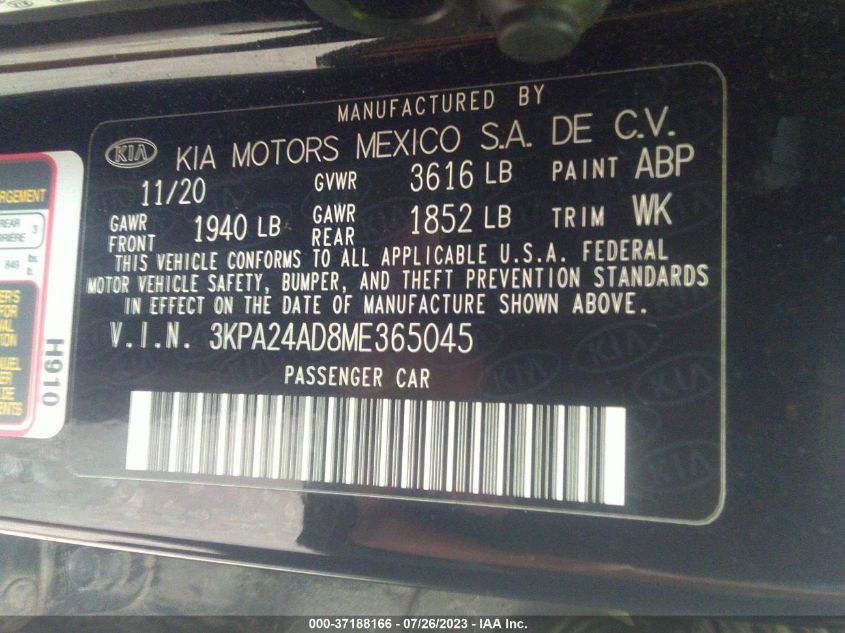 MANUFACTURED BY
KIA KIA MOTORS MEXICO S.A. DE C.V.
11/20 GVWR 3616 LB PAINT ABP
GAWR FRONT 1940 LB GAWR REAR 1852 LB TRIM WK
THIS VEHICLE CONFORMS TO ALL APPLICABLE U.S.A. FEDERAL
MOTOR VEHICLE SAFETY, BUMPER, AND THEFT PREVENTION STANDARDS
IN EFFECT ON THE DATE OF MANUFACTURE SHOWN ABOVE.
V.I.N. 3KPA24AD8ME365045
PASSENGER CAR
REAR 3
H910
000-37188166 - 07/26/2023 - IAA Inc.